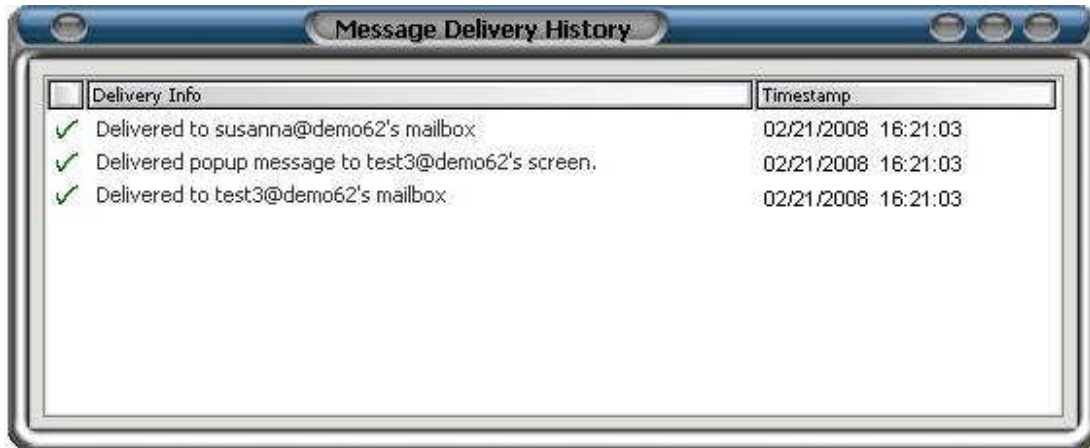 Message Delivery History
Delivery Info Timestamp
Delivered to susanna@demo62's mailbox 02/21/2008 16:21:03
Delivered popup message to test3@demo62's screen. 02/21/2008 16:21:03
Delivered to test3@demo62's mailbox 02/21/2008 16:21:03